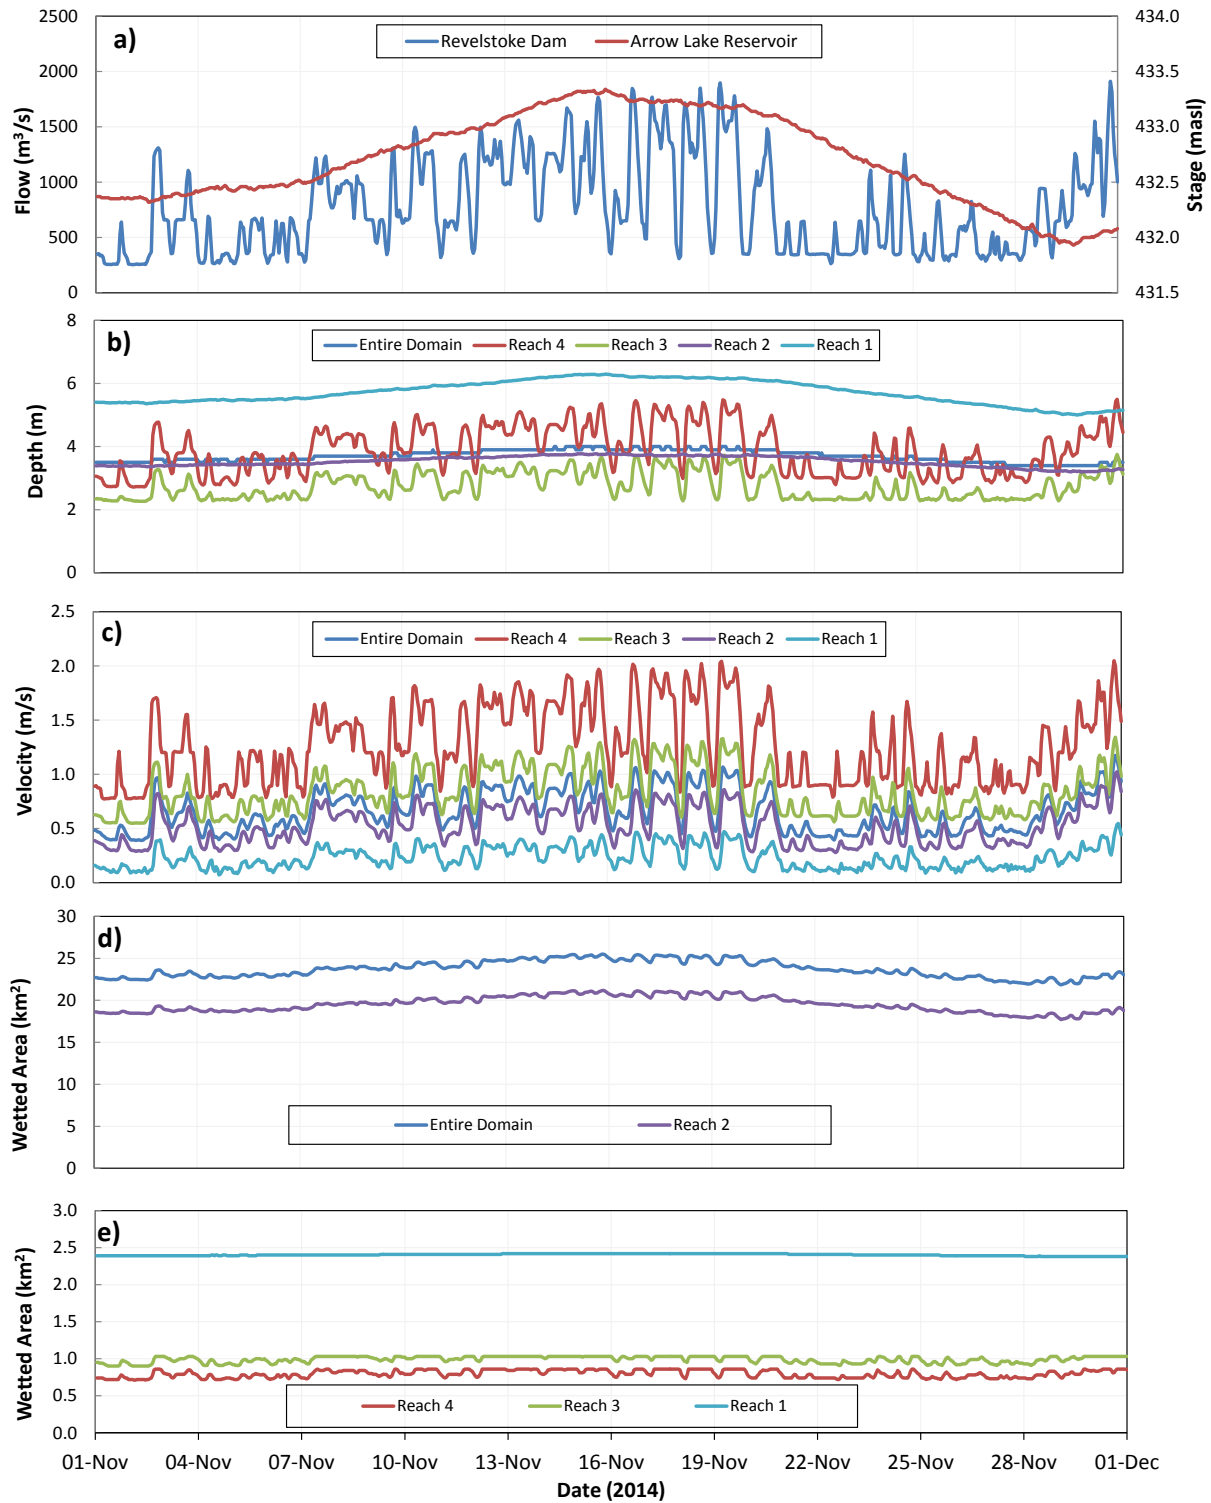 a)
Revelstoke Dam
Arrow Lake Reservoir
2500
2000
1500
1000
500
0
Flow (m³/s)
434.0
433.5
433.0
432.5
432.0
431.5
Stage (masl)
b)
Entire Domain
Reach 4
Reach 3
Reach 2
Reach 1
8
6
4
2
0
Depth (m)
c)
Entire Domain
Reach 4
Reach 3
Reach 2
Reach 1
2.5
2.0
1.5
1.0
0.5
0.0
Velocity (m/s)
d)
30
25
20
15
10
5
0
Wetted Area (km²)
Entire Domain
Reach 2
e)
3.0
2.5
2.0
1.5
1.0
0.5
0.0
Wetted Area (km²)
Reach 4
Reach 3
Reach 1
01-Nov 04-Nov 07-Nov 10-Nov 13-Nov 16-Nov 19-Nov 22-Nov 25-Nov 28-Nov 01-Dec
Date (2014)